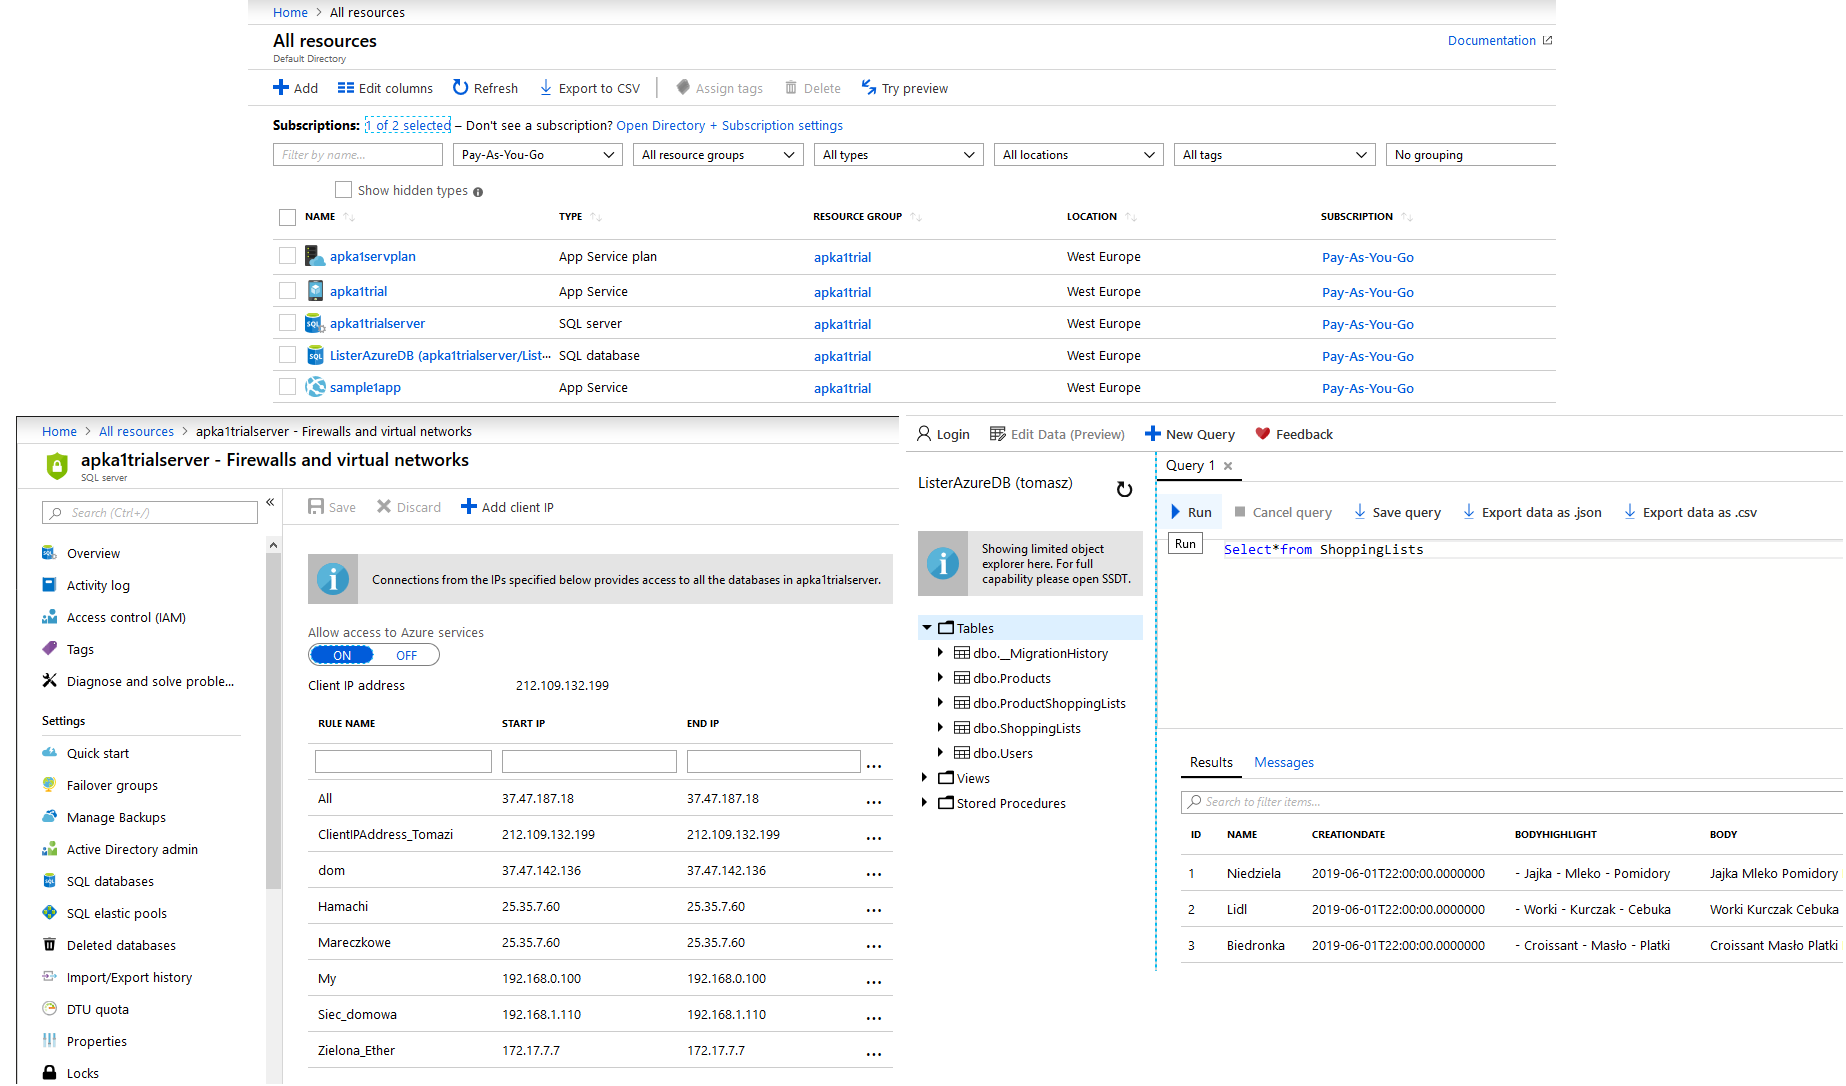 Home > All resources
All resources
Default Directory
Documentation
Add Edit columns Refresh Export to CSV Assign tags Delete Try preview
Subscriptions: 1 of 2 selected – Don't see a subscription? Open Directory + Subscription settings
Filter by name... Pay-As-You-Go All resource groups All types All locations All tags No grouping
Show hidden types
NAME TYPE RESOURCE GROUP LOCATION SUBSCRIPTION
apka1servplan App Service plan apka1trial West Europe Pay-As-You-Go
apka1trial App Service apka1trial West Europe Pay-As-You-Go
apka1trialserver SQL server apka1trial West Europe Pay-As-You-Go
ListerAzureDB (apka1trialserver/List... SQL database apka1trial West Europe Pay-As-You-Go
sample1app App Service apka1trial West Europe Pay-As-You-Go
Home > All resources > apka1trialserver - Firewalls and virtual networks
apka1trialserver - Firewalls and virtual networks
SQL server
Search (Ctrl+/)
Overview
Activity log
Access control (IAM)
Tags
Diagnose and solve proble...
Settings
Quick start
Failover groups
Manage Backups
Active Directory admin
SQL databases
SQL elastic pools
Deleted databases
Import/Export history
DTU quota
Properties
Locks
Save Discard Add client IP
Connections from the IPs specified below provides access to all the databases in apka1trialserver.
Allow access to Azure services
ON OFF
Client IP address 212.109.132.199
RULE NAME START IP END IP
All 37.47.187.18 37.47.187.18
ClientIPAddress_Tomazi 212.109.132.199 212.109.132.199
dom 37.47.142.136 37.47.142.136
Hamachi 25.35.7.60 25.35.7.60
Mareczkowe 25.35.7.60 25.35.7.60
My 192.168.0.100 192.168.0.100
Siec_domowa 192.168.1.110 192.168.1.110
Zielona_Ether 172.17.7.7 172.17.7.7
Login Edit Data (Preview) New Query Feedback
ListerAzureDB (tomasz)
Showing limited object
explorer here. For full
capability please open SSDT.
Tables
dbo.__MigrationHistory
dbo.Products
dbo.ProductShoppingLists
dbo.ShoppingLists
dbo.Users
Views
Stored Procedures
Query 1
Run Cancel query Save query Export data as .json Export data as .csv
Run
Select*from ShoppingLists
Results Messages
Search to filter items...
ID NAME CREATIONDATE BODYHIGHLIGHT BODY
1 Niedziela 2019-06-01T22:00:00.0000000 - Jajka - Mleko - Pomidory Jajka Mleko Pomidory
2 Lidl 2019-06-01T22:00:00.0000000 - Worki - Kurczak - Cebuka Worki Kurczak Cebuka
3 Biedronka 2019-06-01T22:00:00.0000000 - Croissant - Masło - Platki Croissant Masło Platki